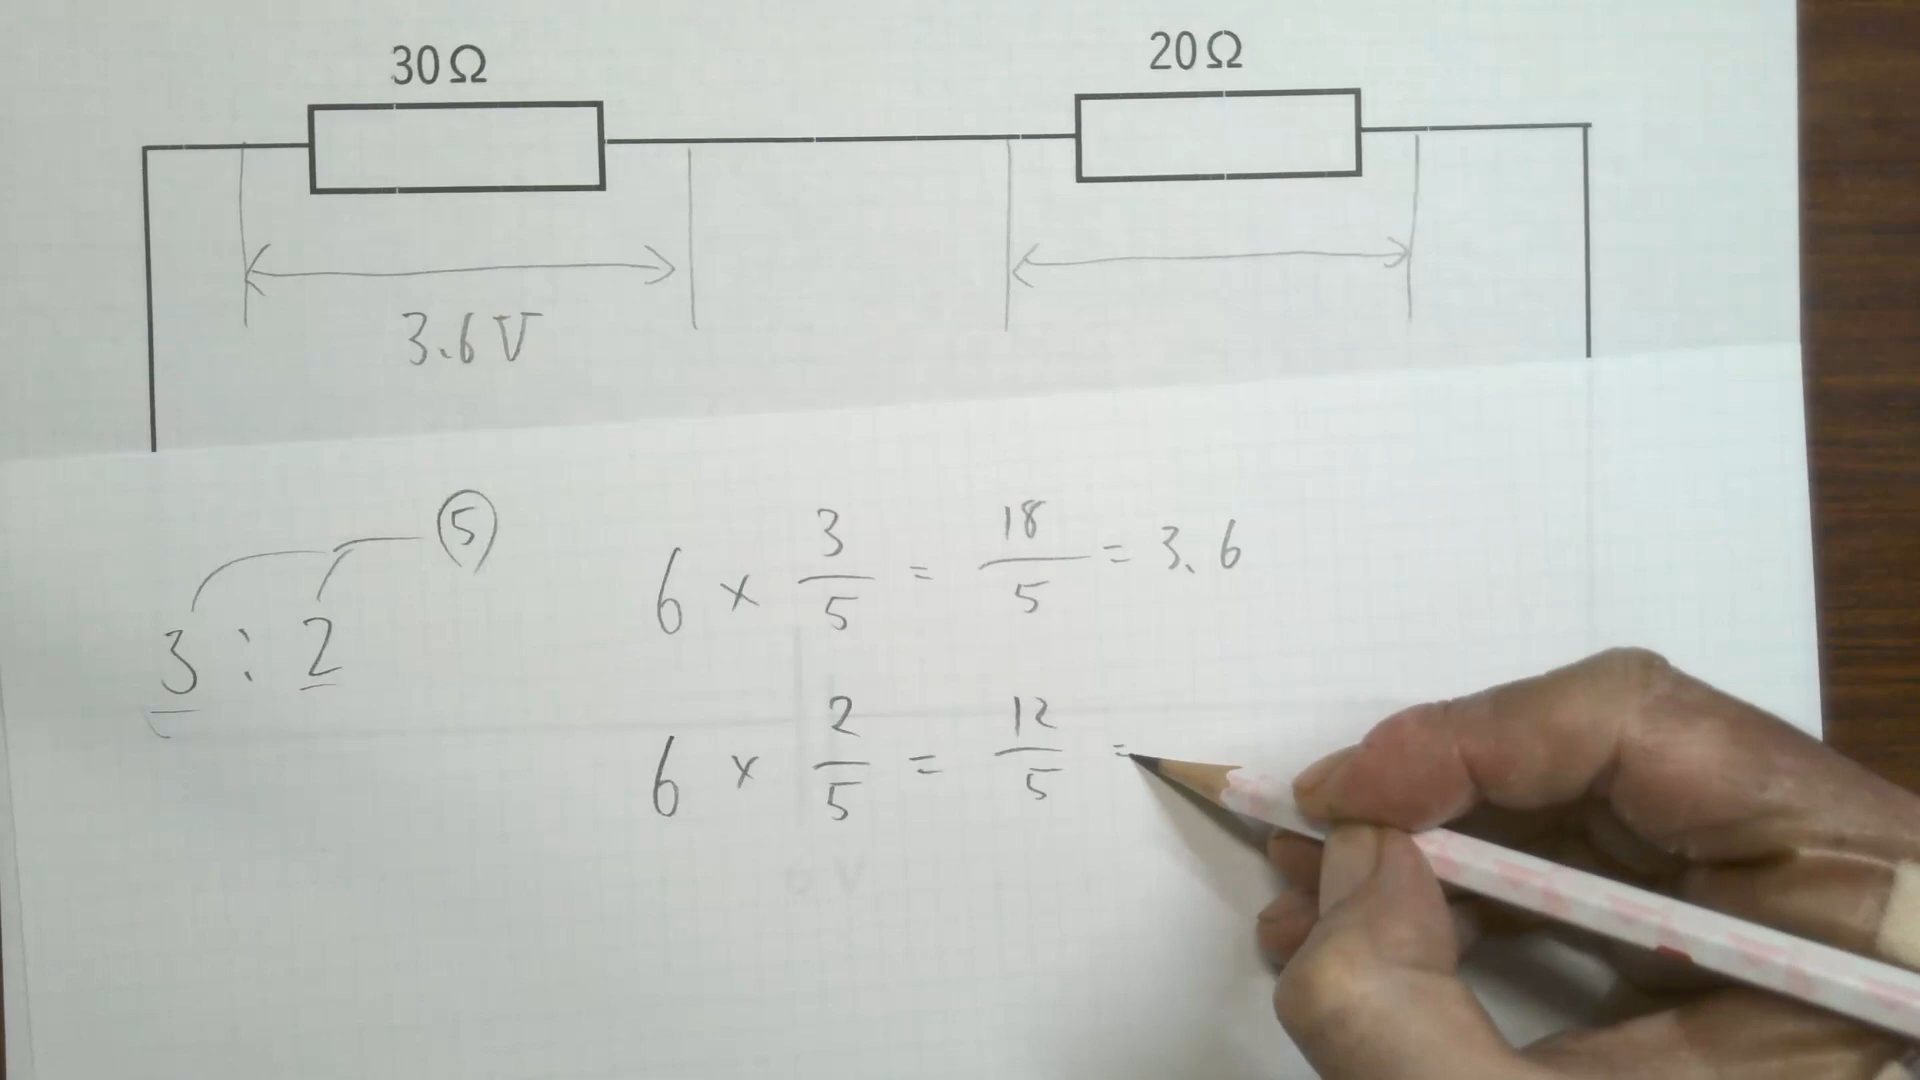 30Ω
20Ω
3.6V
5
3 : 2
6 × 3/5 = 18/5 = 3.6
6 × 2/5 = 12/5 =
6V